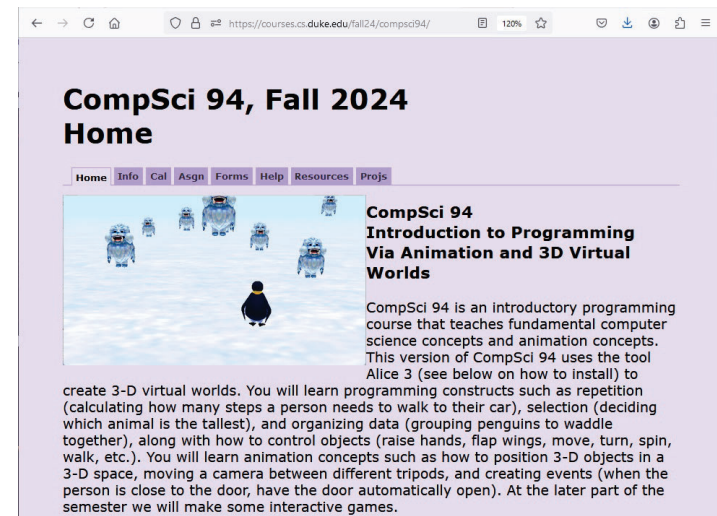 https://courses.cs.duke.edu/fall24/compsci94/
120%
CompSci 94, Fall 2024
Home
Home Info Cal Asgn Forms Help Resources Projs
CompSci 94
Introduction to Programming
Via Animation and 3D Virtual
Worlds
CompSci 94 is an introductory programming
course that teaches fundamental computer
science concepts and animation concepts.
This version of CompSci 94 uses the tool
Alice 3 (see below on how to install) to
create 3-D virtual worlds. You will learn programming constructs such as repetition
(calculating how many steps a person needs to walk to their car), selection (deciding
which animal is the tallest), and organizing data (grouping penguins to waddle
together), along with how to control objects (raise hands, flap wings, move, turn, spin,
walk, etc.). You will learn animation concepts such as how to position 3-D objects in a
3-D space, moving a camera between different tripods, and creating events (when the
person is close to the door, have the door automatically open). At the later part of the
semester we will make some interactive games.